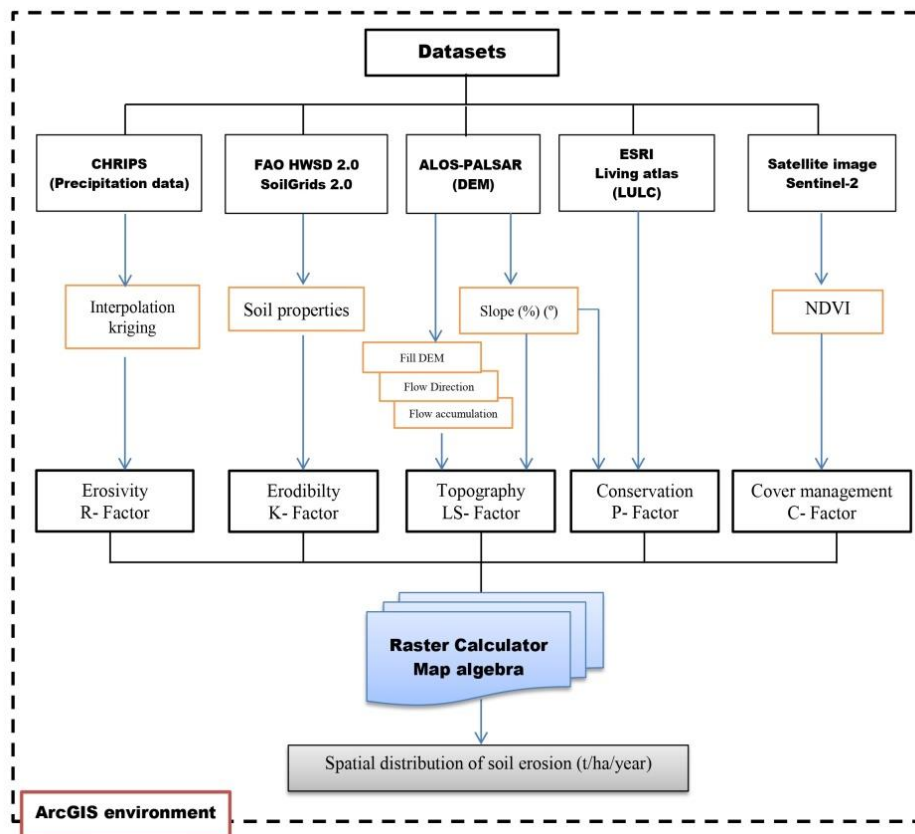 Datasets
CHRIPS
(Precipitation data)
FAO HWSD 2.0
SoilGrids 2.0
ALOS-PALSAR
(DEM)
ESRI
Living atlas
(LULC)
Satellite image
Sentinel-2
Interpolation
kriging
Soil properties
Slope (%) (º)
NDVI
Fill DEM
Flow Direction
Flow accumulation
Erosivity
R- Factor
Erodibilty
K- Factor
Topography
LS- Factor
Conservation
P- Factor
Cover management
C- Factor
Raster Calculator
Map algebra
Spatial distribution of soil erosion (t/ha/year)
ArcGIS environment